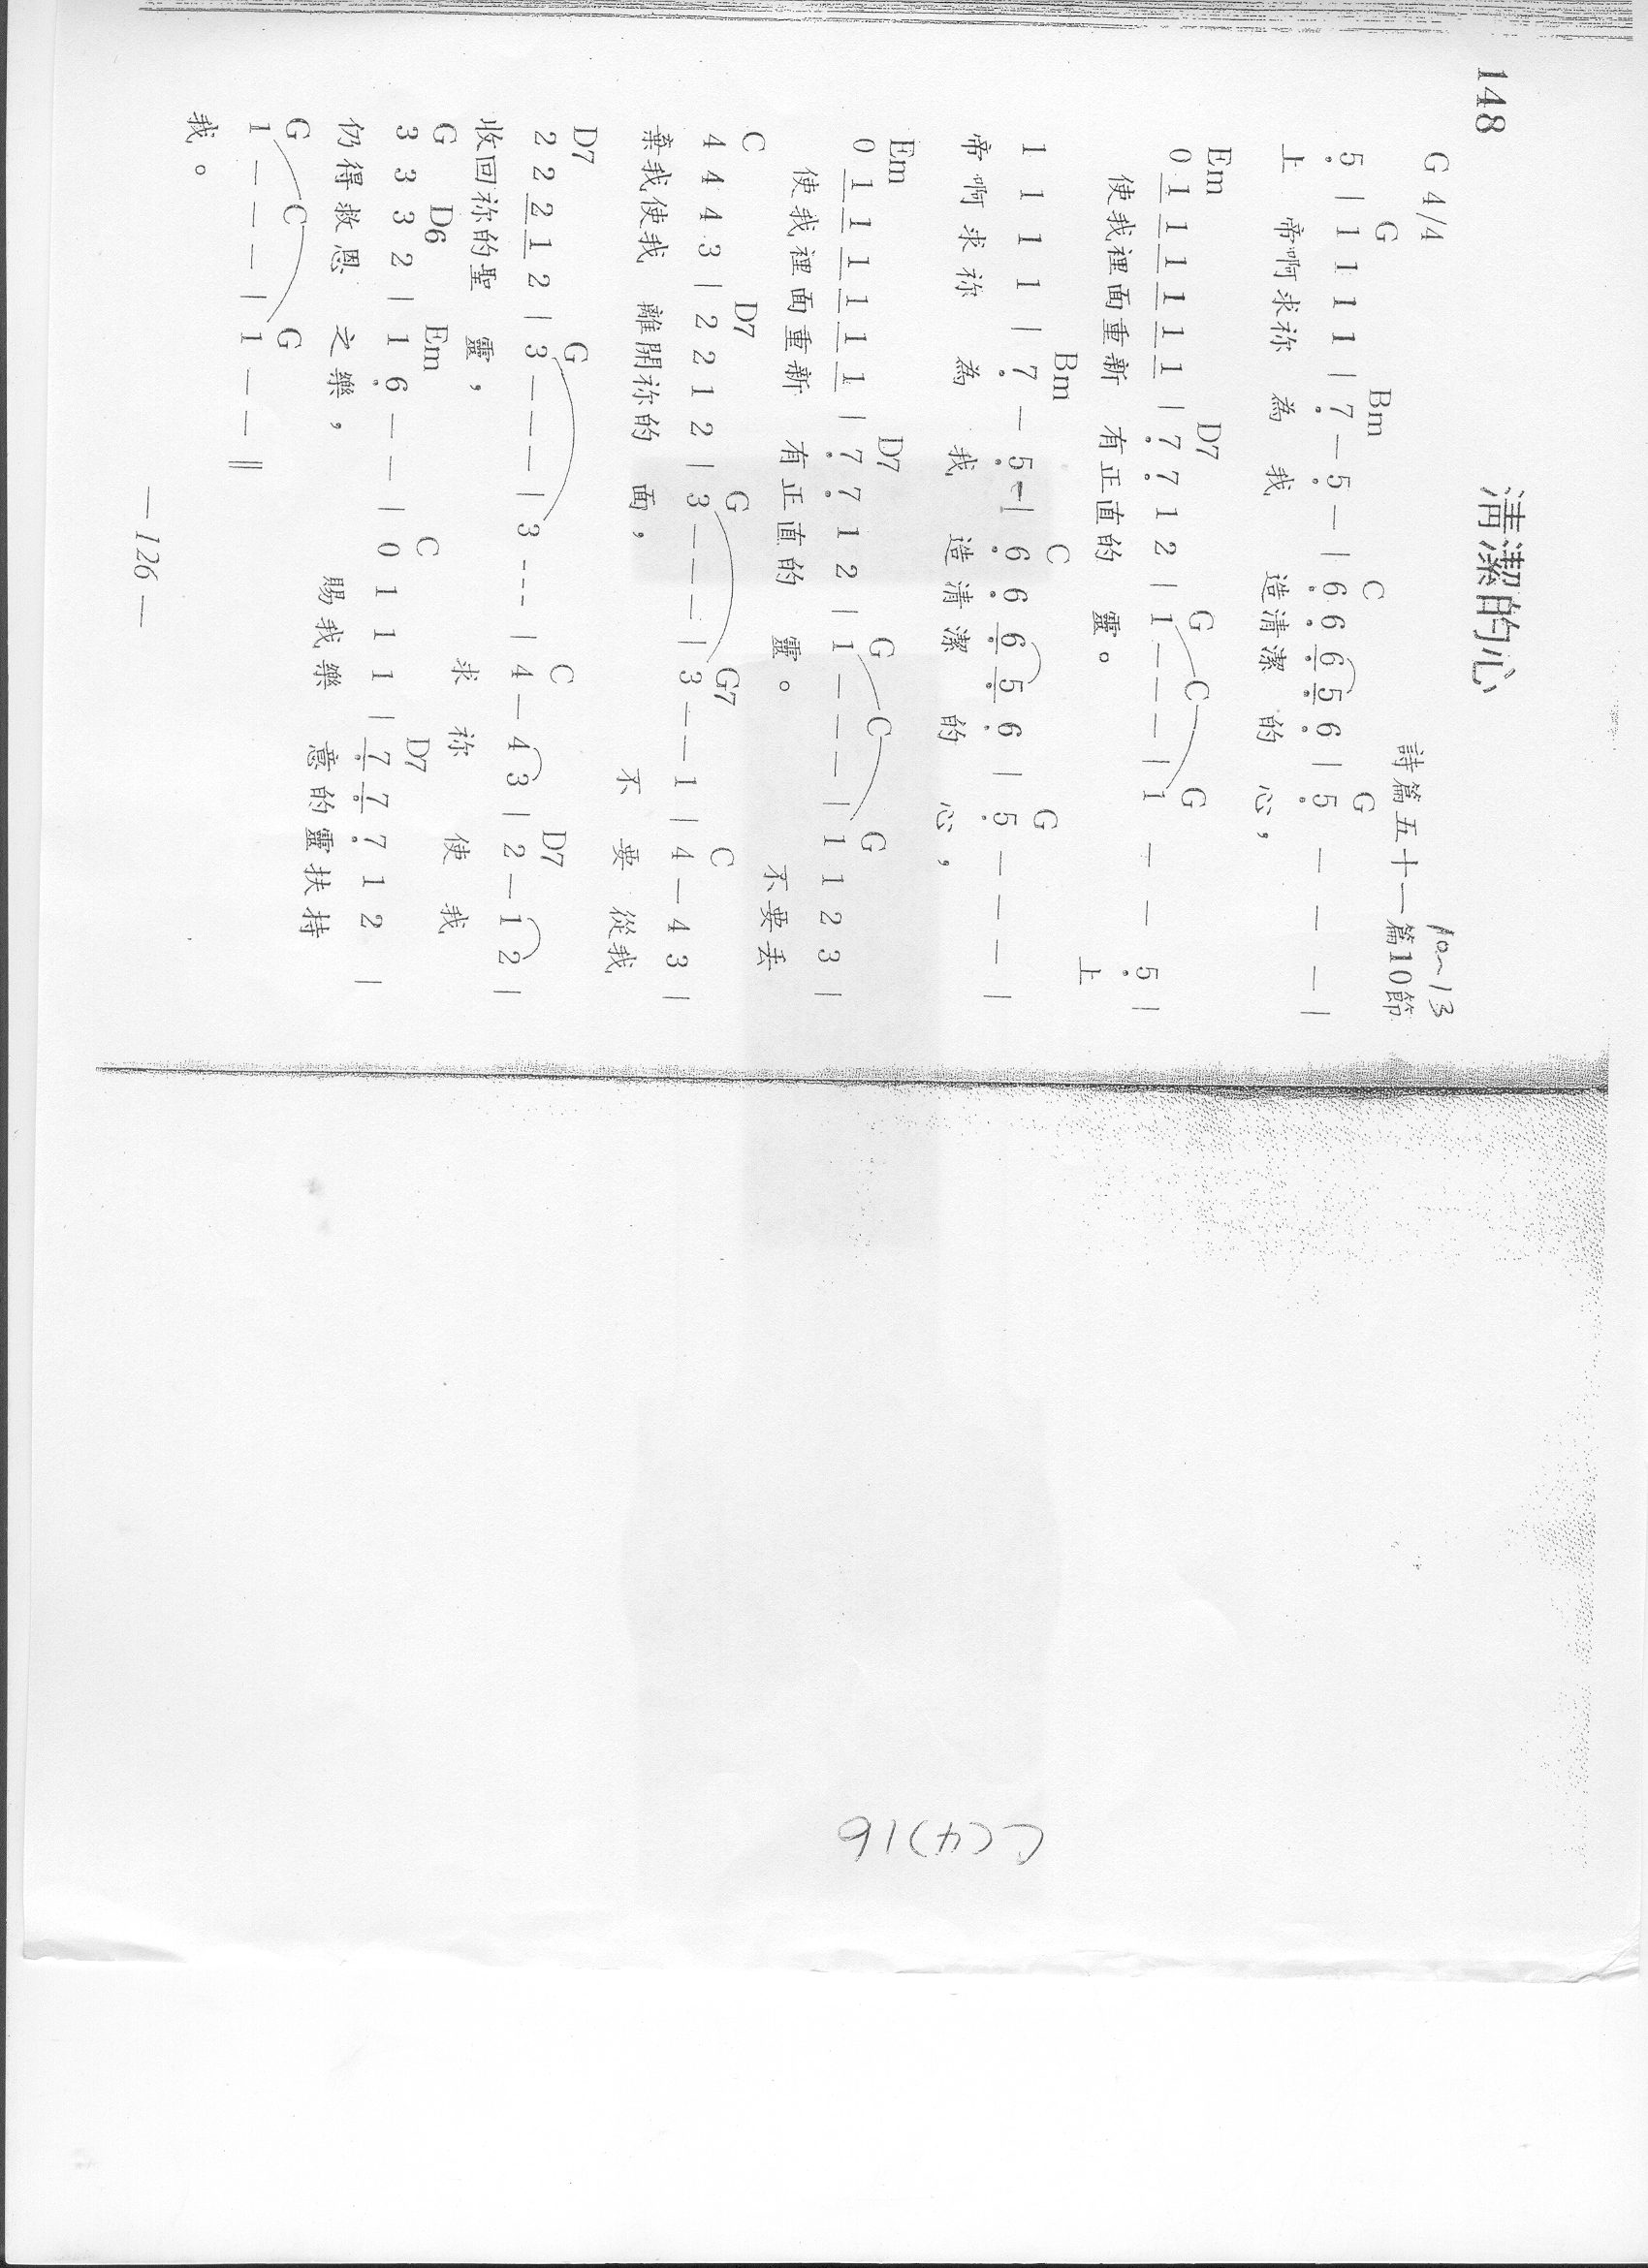 148
清潔的心
10~13
G 4/4 詩篇五十一篇10節
G Bm C G
5̣ | 1 1 1 1 | 7̣ — 5̣ — | 6̣ 6̣ 6̣ 5̣ 6̣ | 5̣ — — — |
上 帝啊求祢 為 我 造清潔 的 心,
Em D7 G C G
0 1 1 1 1 1 1 | 7̣ 7̣ 1 2 | 1 — — — | 1 — — 5̣ |
使我裡面重新 有正直的 靈。 上
Bm C G
1 1 1 1 | 7̣ — 5̣ — | 6̣ 6̣ 6̣ 5̣ 6̣ | 5̣ — — — |
帝啊求祢 為 我 造清潔 的 心,
Em D7 G C G
0 1 1 1 1 1 1 | 7̣ 7̣ 1 2 | 1 — — — | 1 1 2 3 |
使我裡面重新 有正直的 靈。 不要丟
C D7 G G7 C
4 4 4 3 | 2 2 1 2 | 3 — — — | 3 — — 1 | 4 — 4 3 |
棄我使我 離開祢的 面, 不 要 從我
D7 G C D7
2 2 2 1 2 | 3 — — — | 3 - - - | 4 — 4 3 | 2 — 1 2 |
收回祢的聖 靈, 求 祢 使 我
G D6 Em C D7
3 3 3 2 | 1 6̣ — — | 0 1 1 1 | 7̣ 7̣ 7̣ 1 2 |
仍得救恩 之樂, 賜我樂 意的靈扶持
G C G
1 — — — | 1 — — ‖
我。
— 126 —
C(4)16